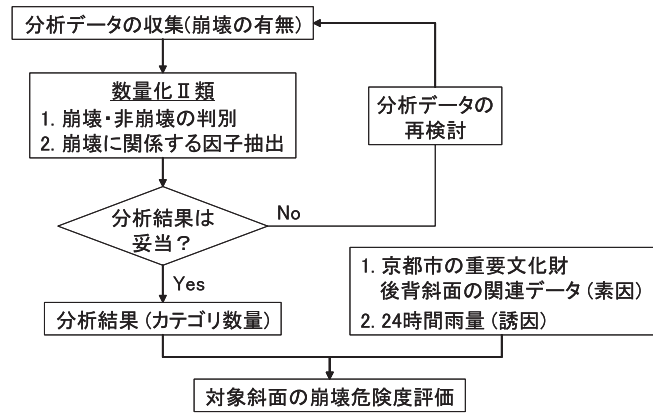 分析データの収集(崩壊の有無)
数量化Ⅱ類
1. 崩壊・非崩壊の判別
2. 崩壊に関係する因子抽出
分析データの
再検討
分析結果は
妥当？
No
Yes
1. 京都市の重要文化財
後背斜面の関連データ(素因)
2. 24時間雨量(誘因)
分析結果(カテゴリ数量)
対象斜面の崩壊危険度評価